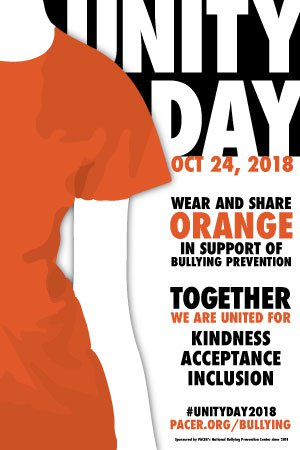 UNITY
DAY
OCT 24, 2018
WEAR AND SHARE
ORANGE
IN SUPPORT OF
BULLYING PREVENTION
TOGETHER
WE ARE UNITED FOR
KINDNESS
ACCEPTANCE
INCLUSION
#UNITYDAY2018
PACER.ORG/BULLYING
Sponsored by PACER's National Bullying Prevention Center since 2011